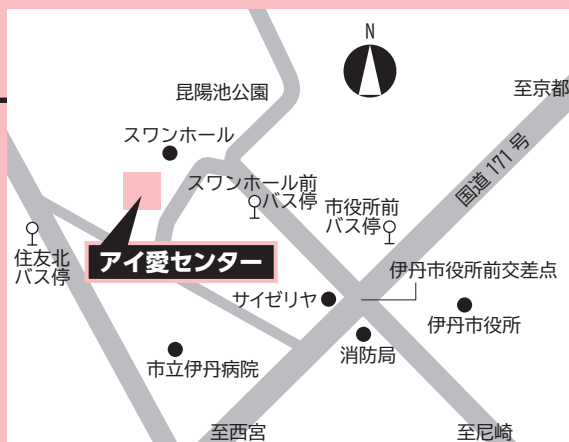 N
昆陽池公園
至京都
スワンホール
国道 171 号
スワンホール前
バス停
市役所前
バス停
住友北
バス停
アイ愛センター
伊丹市役所前交差点
サイゼリヤ
伊丹市役所
消防局
市立伊丹病院
至西宮
至尼崎